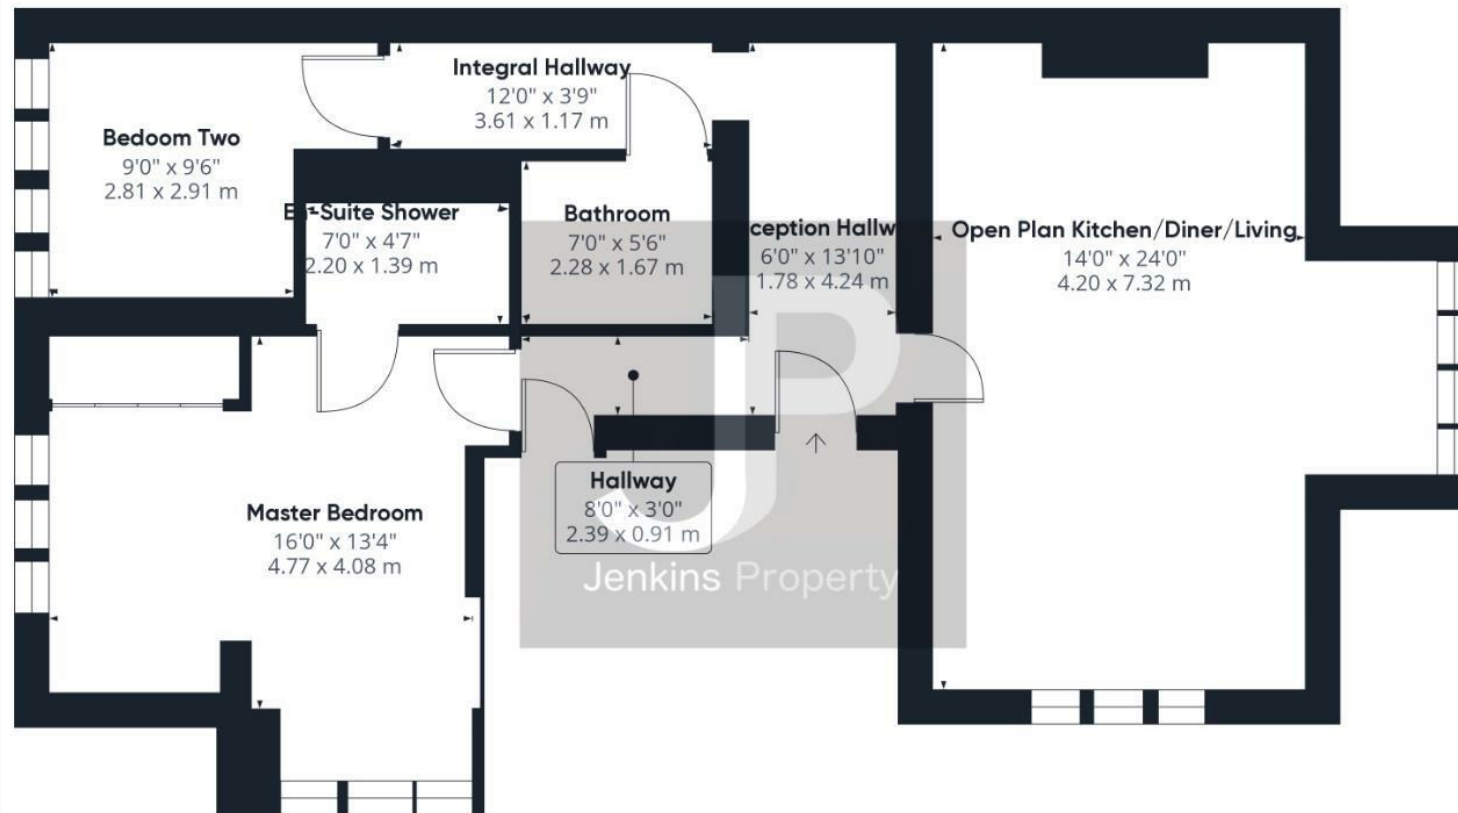 Integral Hallway
12'0" x 3'9"
3.61 x 1.17 m
Bedoom Two
9'0" x 9'6"
2.81 x 2.91 m
En-Suite Shower
7'0" x 4'7"
2.20 x 1.39 m
Bathroom
7'0" x 5'6"
2.28 x 1.67 m
ception Hallw
6'0" x 13'10"
1.78 x 4.24 m
Open Plan Kitchen/Diner/Living
14'0" x 24'0"
4.20 x 7.32 m
JP
Hallway
8'0" x 3'0"
2.39 x 0.91 m
Master Bedroom
16'0" x 13'4"
4.77 x 4.08 m
Jenkins Property